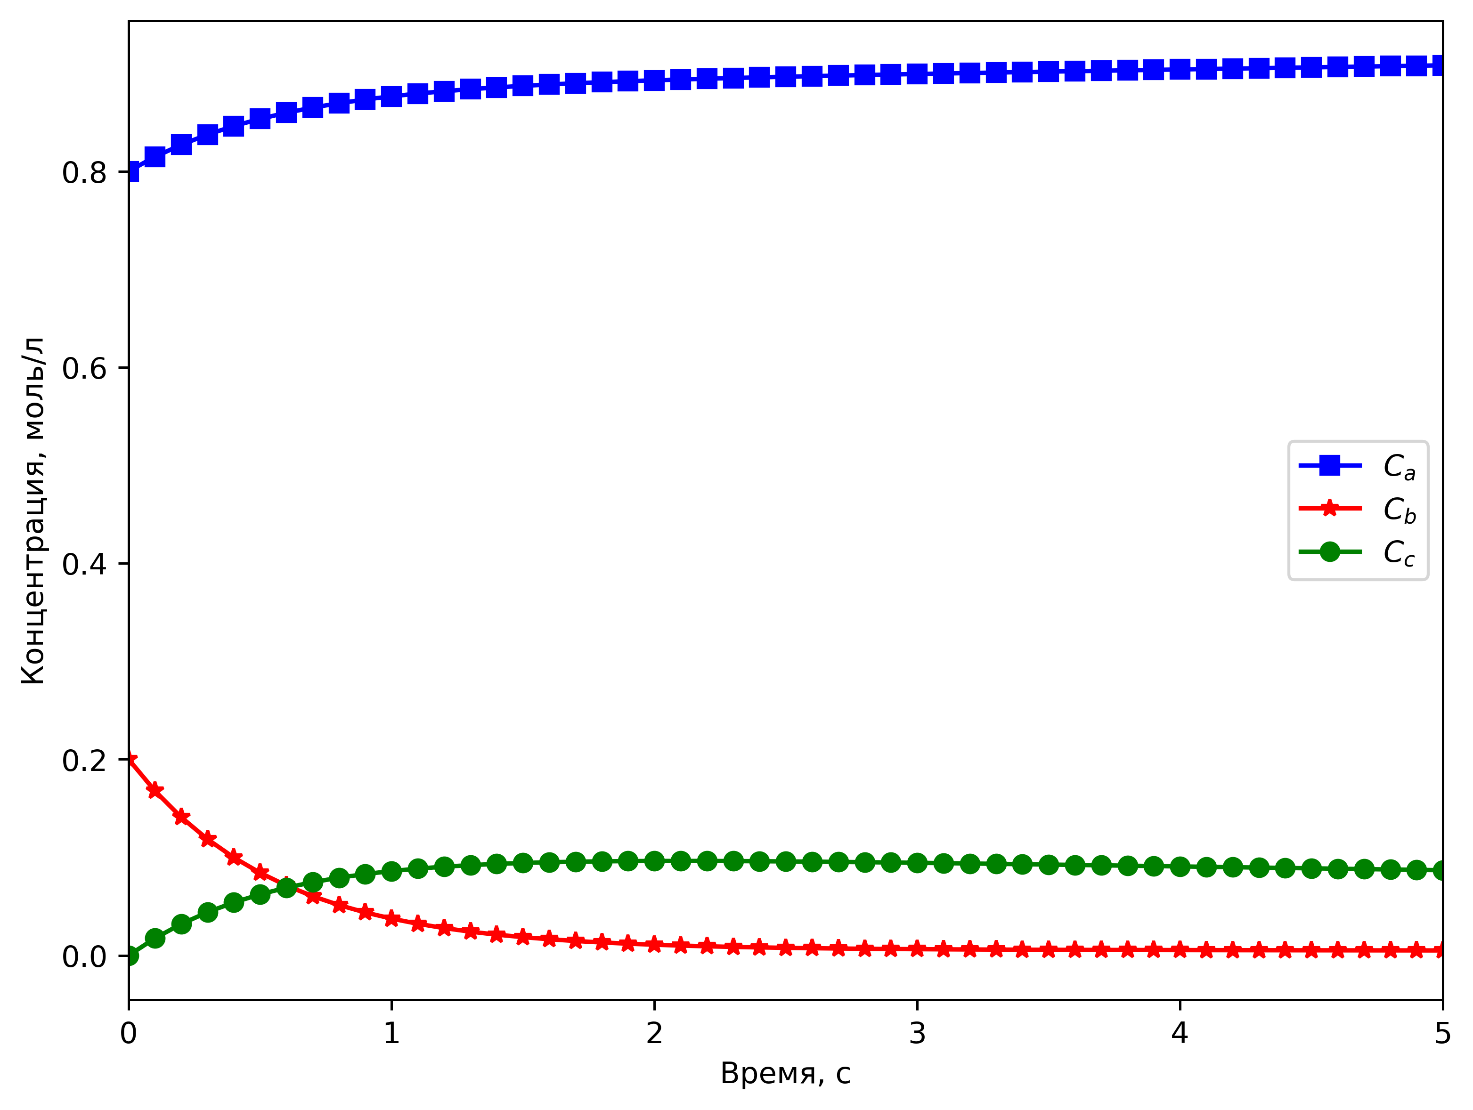 Концентрация, моль/л
0.8
0.6
0.4
0.2
0.0
C_a
C_b
C_c
0 1 2 3 4 5
Время, с